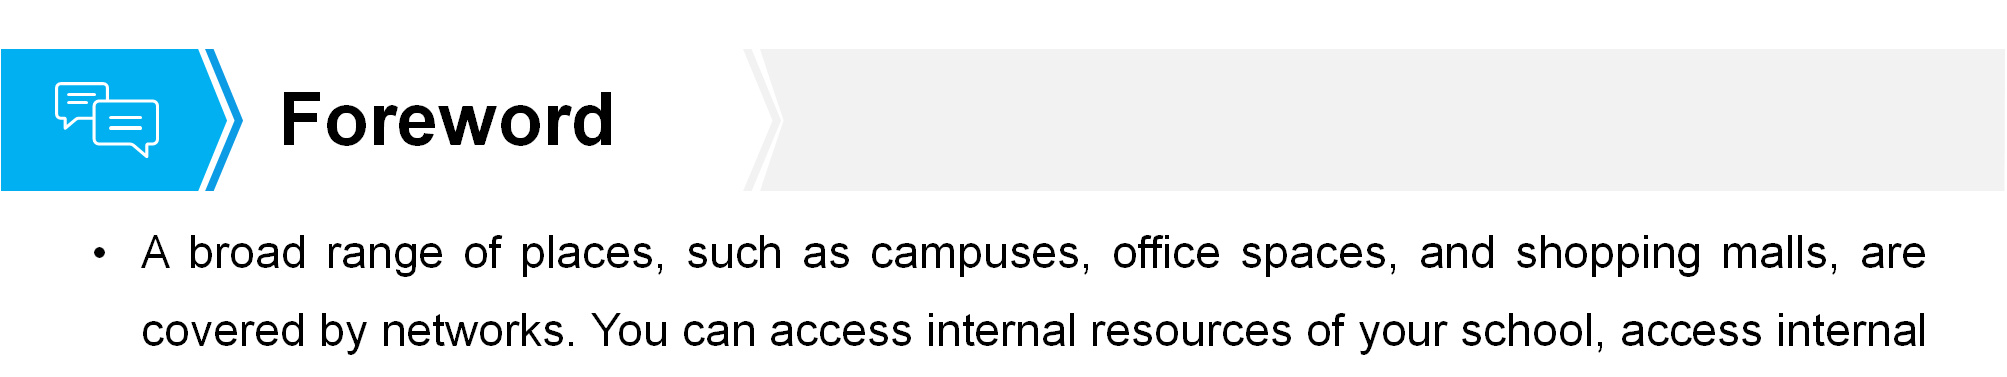 Foreword
• A broad range of places, such as campuses, office spaces, and shopping malls, are
covered by networks. You can access internal resources of your school, access internal